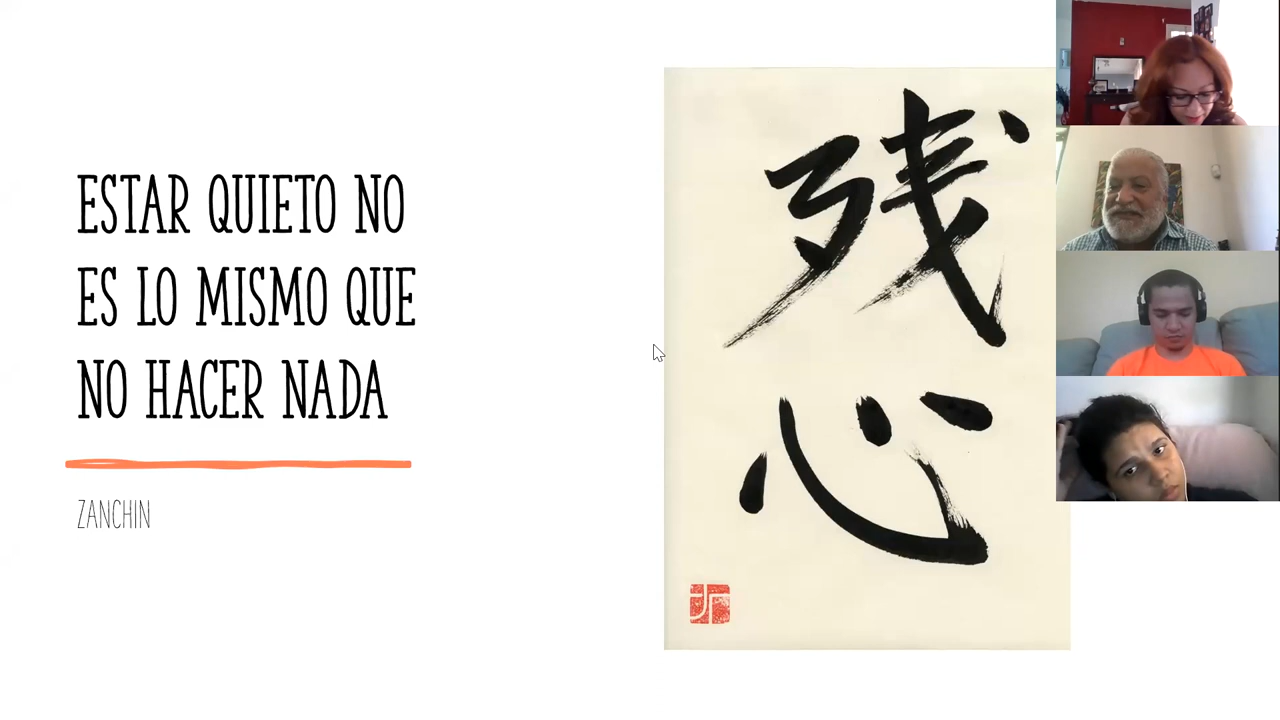 ESTAR QUIETO NO
ES LO MISMO QUE
NO HACER NADA
ZANCHIN
残
心